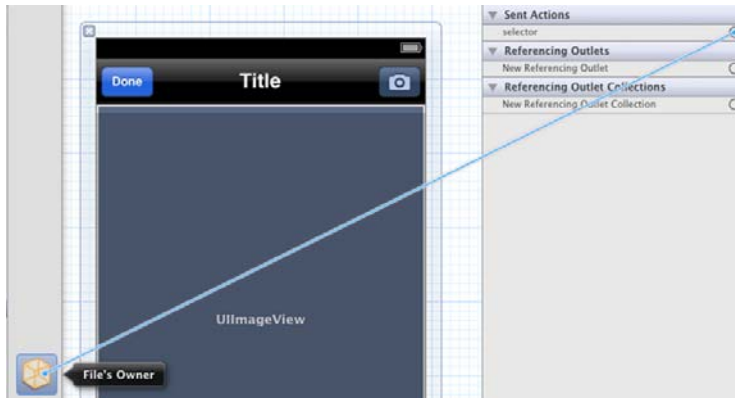 Sent Actions
selector
Referencing Outlets
New Referencing Outlet
Referencing Outlet Collections
New Referencing Outlet Collection
Done
Title
UIImageView
File's Owner